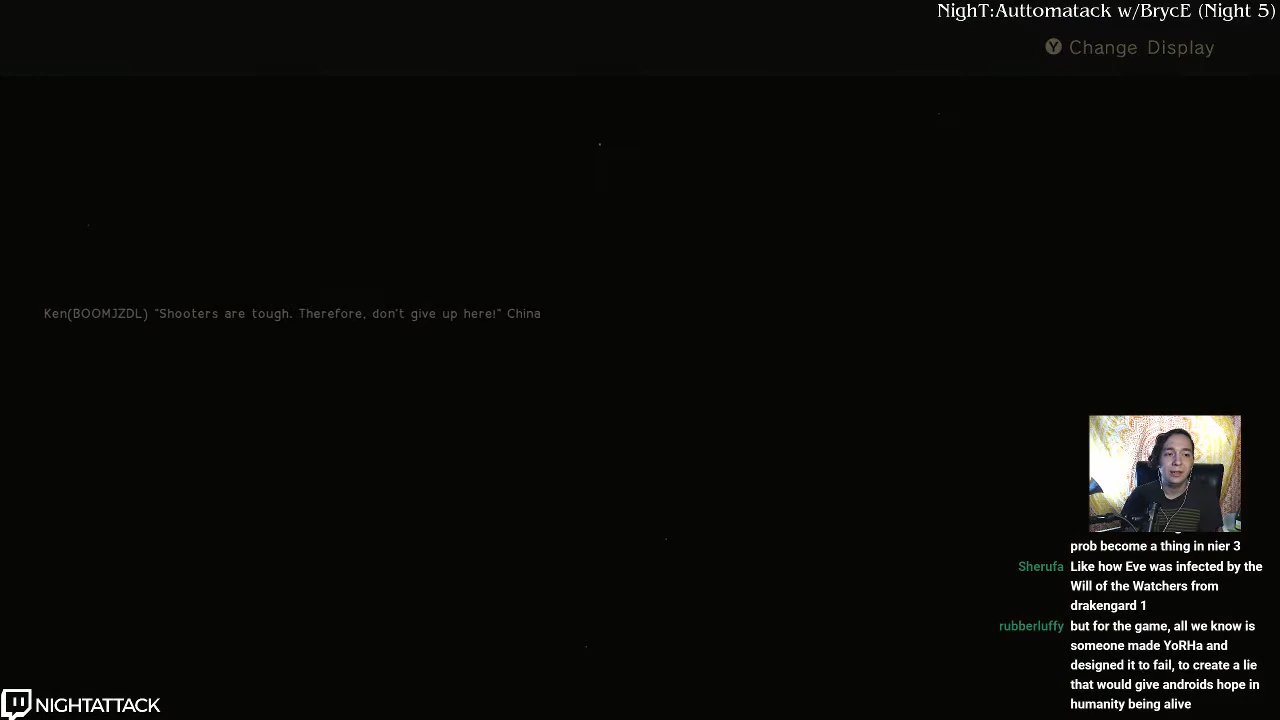 NighT:Auttomatack w/BrycE (Night 5)
Y Change Display
Ken(BOOMJZDL) "Shooters are tough. Therefore, don't give up here!" China
prob become a thing in nier 3
Sherufa Like how Eve was infected by the
Will of the Watchers from
drakengard 1
rubberluffy but for the game, all we know is
someone made YoRHa and
designed it to fail, to create a lie
that would give androids hope in
humanity being alive
NIGHTATTACK